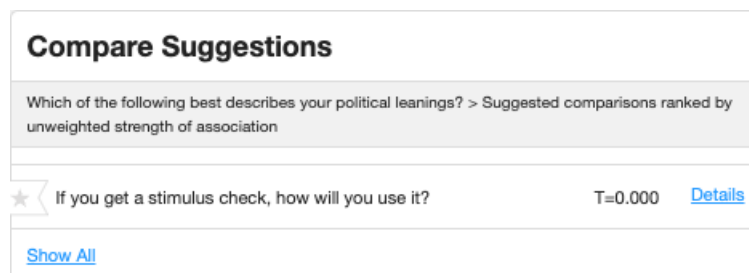 Compare Suggestions
Which of the following best describes your political leanings? > Suggested comparisons ranked by
unweighted strength of association
If you get a stimulus check, how will you use it? T=0.000 Details
Show All